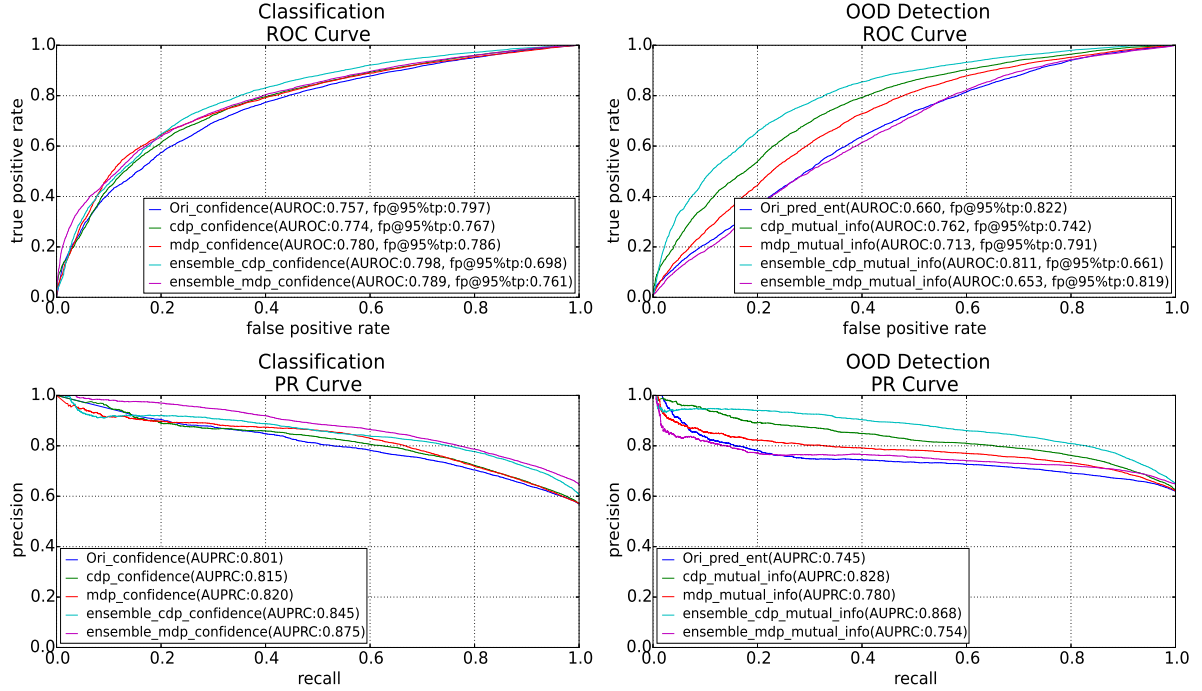 Classification
ROC Curve
true positive rate
1.0
0.8
0.6
0.4
0.2
0.0
Ori_confidence(AUROC:0.757, fp@95%tp:0.797)
cdp_confidence(AUROC:0.774, fp@95%tp:0.767)
mdp_confidence(AUROC:0.780, fp@95%tp:0.786)
ensemble_cdp_confidence(AUROC:0.798, fp@95%tp:0.698)
ensemble_mdp_confidence(AUROC:0.789, fp@95%tp:0.761)
0.0 0.2 0.4 0.6 0.8 1.0
false positive rate
OOD Detection
ROC Curve
true positive rate
1.0
0.8
0.6
0.4
0.2
0.0
Ori_pred_ent(AUROC:0.660, fp@95%tp:0.822)
cdp_mutual_info(AUROC:0.762, fp@95%tp:0.742)
mdp_mutual_info(AUROC:0.713, fp@95%tp:0.791)
ensemble_cdp_mutual_info(AUROC:0.811, fp@95%tp:0.661)
ensemble_mdp_mutual_info(AUROC:0.653, fp@95%tp:0.819)
0.0 0.2 0.4 0.6 0.8 1.0
false positive rate
Classification
PR Curve
precision
1.0
0.8
0.6
0.4
0.2
0.0
Ori_confidence(AUPRC:0.801)
cdp_confidence(AUPRC:0.815)
mdp_confidence(AUPRC:0.820)
ensemble_cdp_confidence(AUPRC:0.845)
ensemble_mdp_confidence(AUPRC:0.875)
0.0 0.2 0.4 0.6 0.8 1.0
recall
OOD Detection
PR Curve
precision
1.0
0.8
0.6
0.4
0.2
0.0
Ori_pred_ent(AUPRC:0.745)
cdp_mutual_info(AUPRC:0.828)
mdp_mutual_info(AUPRC:0.780)
ensemble_cdp_mutual_info(AUPRC:0.868)
ensemble_mdp_mutual_info(AUPRC:0.754)
0.0 0.2 0.4 0.6 0.8 1.0
recall